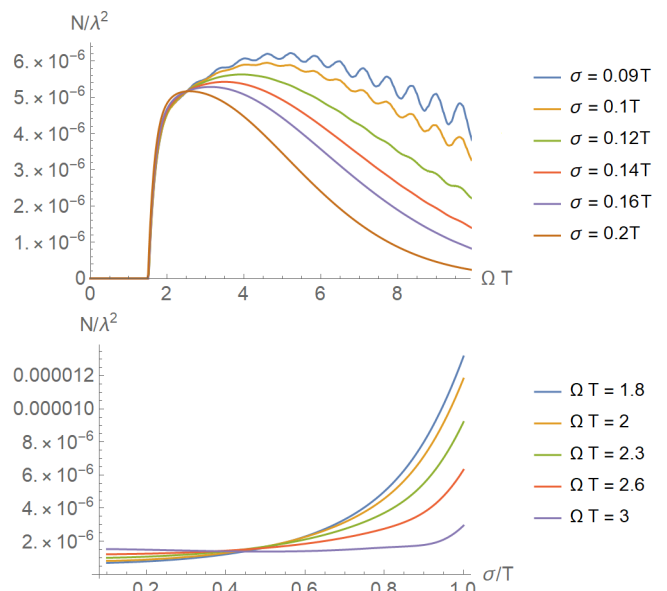 N/λ²
6.×10⁻⁶
5.×10⁻⁶
4.×10⁻⁶
3.×10⁻⁶
2.×10⁻⁶
1.×10⁻⁶
0
0 2 4 6 8 Ω T
σ = 0.09T
σ = 0.1T
σ = 0.12T
σ = 0.14T
σ = 0.16T
σ = 0.2T
N/λ²
0.000012
0.000010
8.×10⁻⁶
6.×10⁻⁶
4.×10⁻⁶
2.×10⁻⁶
0.2 0.4 0.6 0.8 1.0 σ/T
Ω T = 1.8
Ω T = 2
Ω T = 2.3
Ω T = 2.6
Ω T = 3